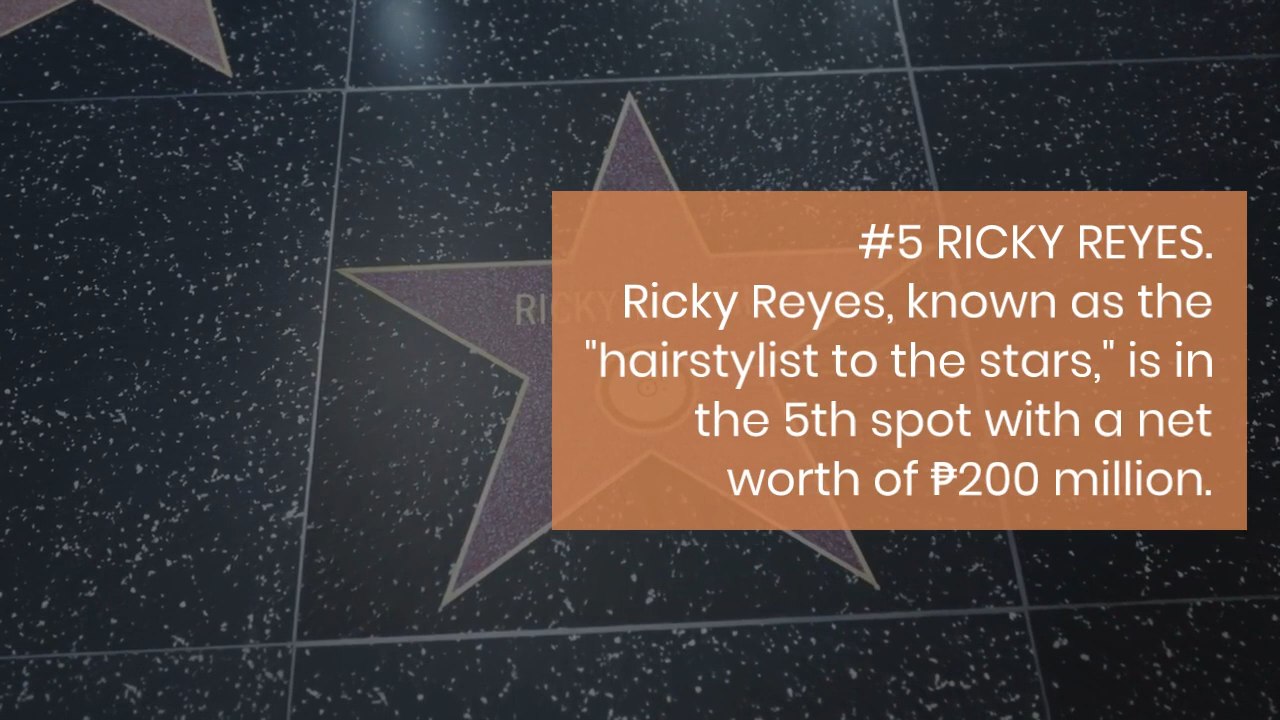 #5 RICKY REYES.
Ricky Reyes, known as the
"hairstylist to the stars," is in
the 5th spot with a net
worth of ₱200 million.
RICKY